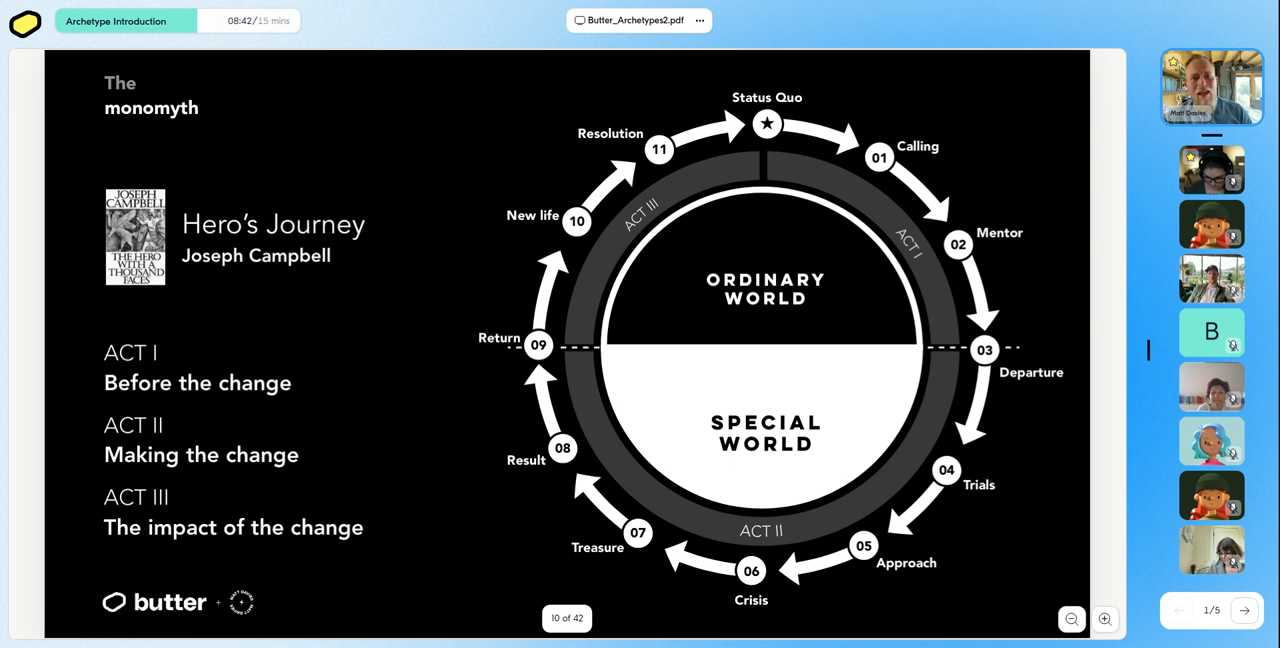 Archetype Introduction
08:42/15 mins
Butter_Archetypes2.pdf
The
monomyth
JOSEPH
CAMPBELL
THE HERO
WITH A
THOUSAND
FACES
Hero's Journey
Joseph Campbell
ACT I
Before the change
ACT II
Making the change
ACT III
The impact of the change
butter
+
Status Quo
01
Calling
02
Mentor
03
Departure
04
Trials
05
Approach
06
Crisis
07
Treasure
08
Result
09
Return
10
New life
11
Resolution
ACT I
ACT II
ACT III
ORDINARY
WORLD
SPECIAL
WORLD
10 of 42
Matt Davies
B
1/5